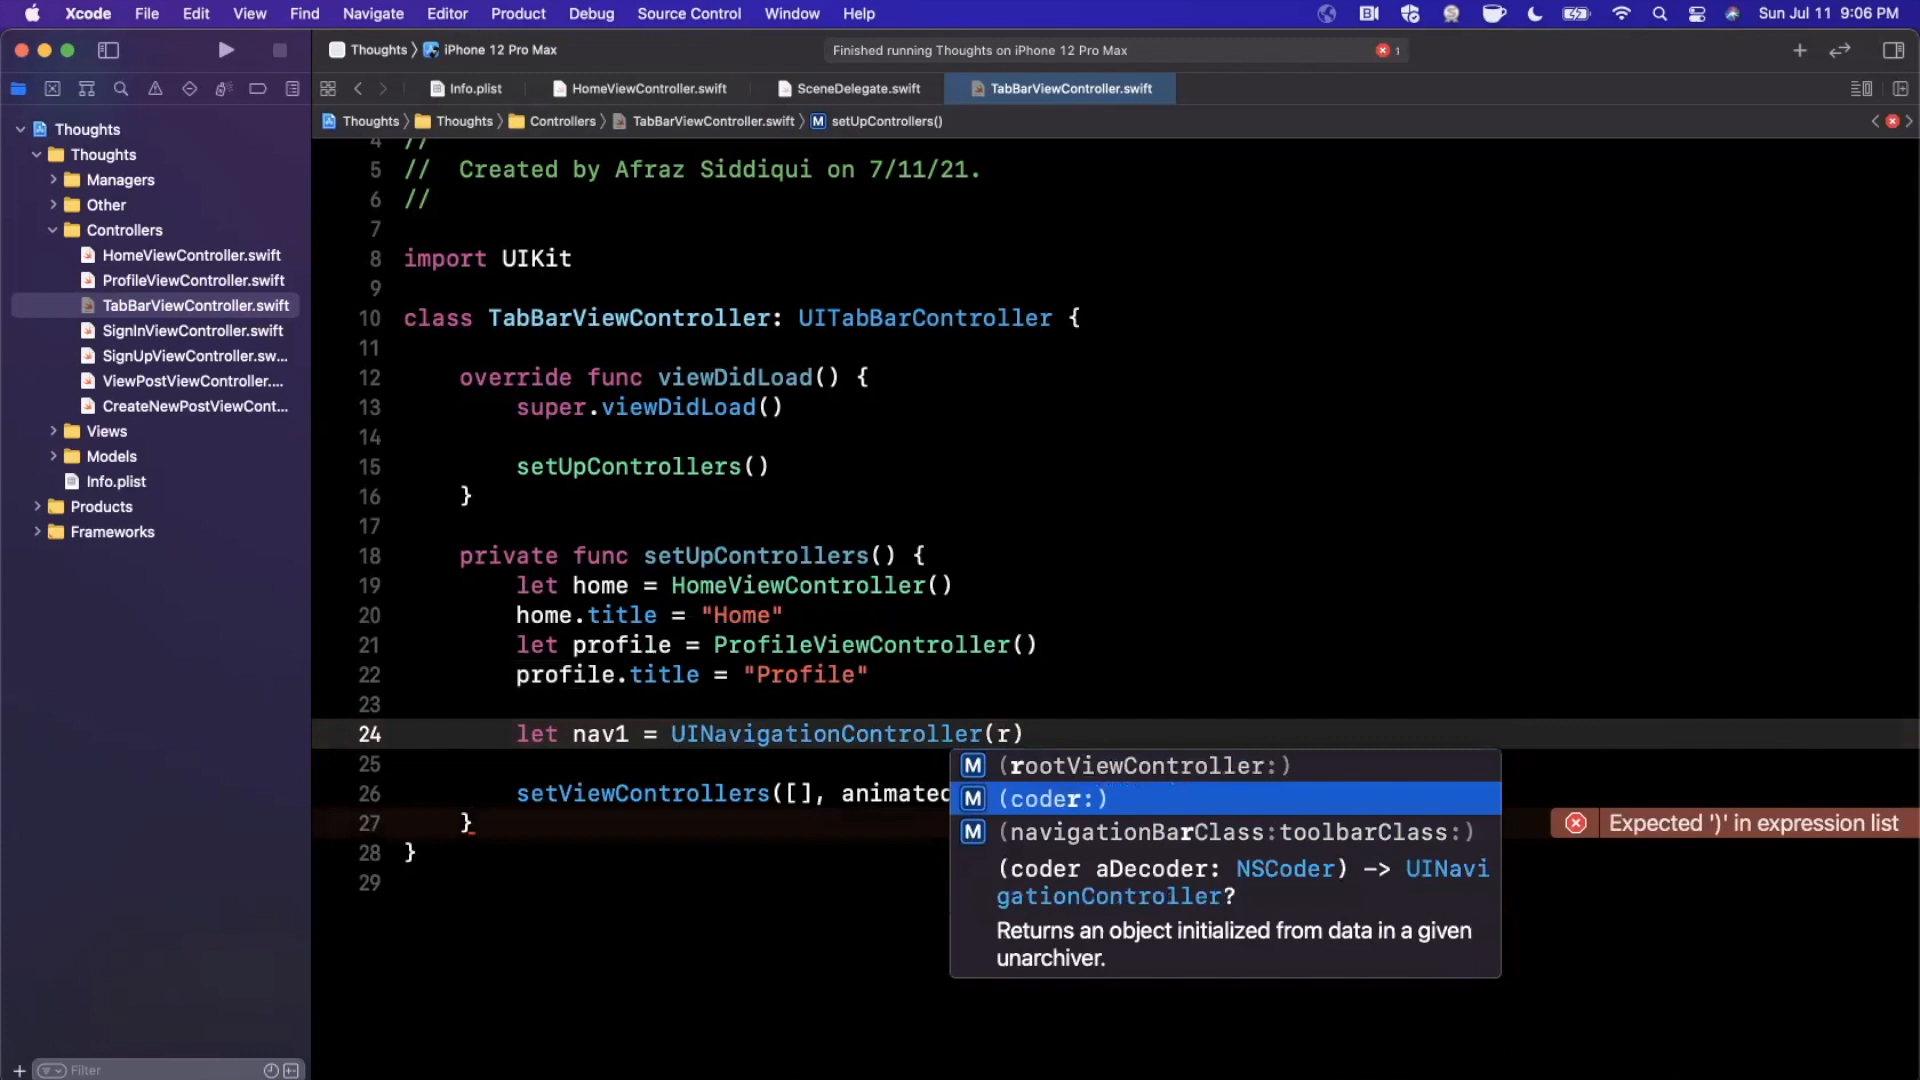 Xcode File Edit View Find Navigate Editor Product Debug Source Control Window Help Sun Jul 11 9:06 PM
Thoughts 〉 iPhone 12 Pro Max Finished running Thoughts on iPhone 12 Pro Max 1
Info.plist HomeViewController.swift SceneDelegate.swift TabBarViewController.swift
Thoughts 〉 Thoughts 〉 Controllers 〉 TabBarViewController.swift 〉 M setUpControllers()
Thoughts
Thoughts
Managers
Other
Controllers
HomeViewController.swift
ProfileViewController.swift
TabBarViewController.swift
SignInViewController.swift
SignUpViewController.sw...
ViewPostViewController....
CreateNewPostViewCont...
Views
Models
Info.plist
Products
Frameworks
Filter
4 //
5 // Created by Afraz Siddiqui on 7/11/21.
6 //
7
8 import UIKit
9
10 class TabBarViewController: UITabBarController {
11
12 override func viewDidLoad() {
13 super.viewDidLoad()
14
15 setUpControllers()
16 }
17
18 private func setUpControllers() {
19 let home = HomeViewController()
20 home.title = "Home"
21 let profile = ProfileViewController()
22 profile.title = "Profile"
23
24 let nav1 = UINavigationController(r)
25
26 setViewControllers([], animated
27 }
28 }
29
M (rootViewController:)
M (coder:)
M (navigationBarClass:toolbarClass:)
(coder aDecoder: NSCoder) -> UINavi
gationController?
Returns an object initialized from data in a given
unarchiver.
Expected ')' in expression list